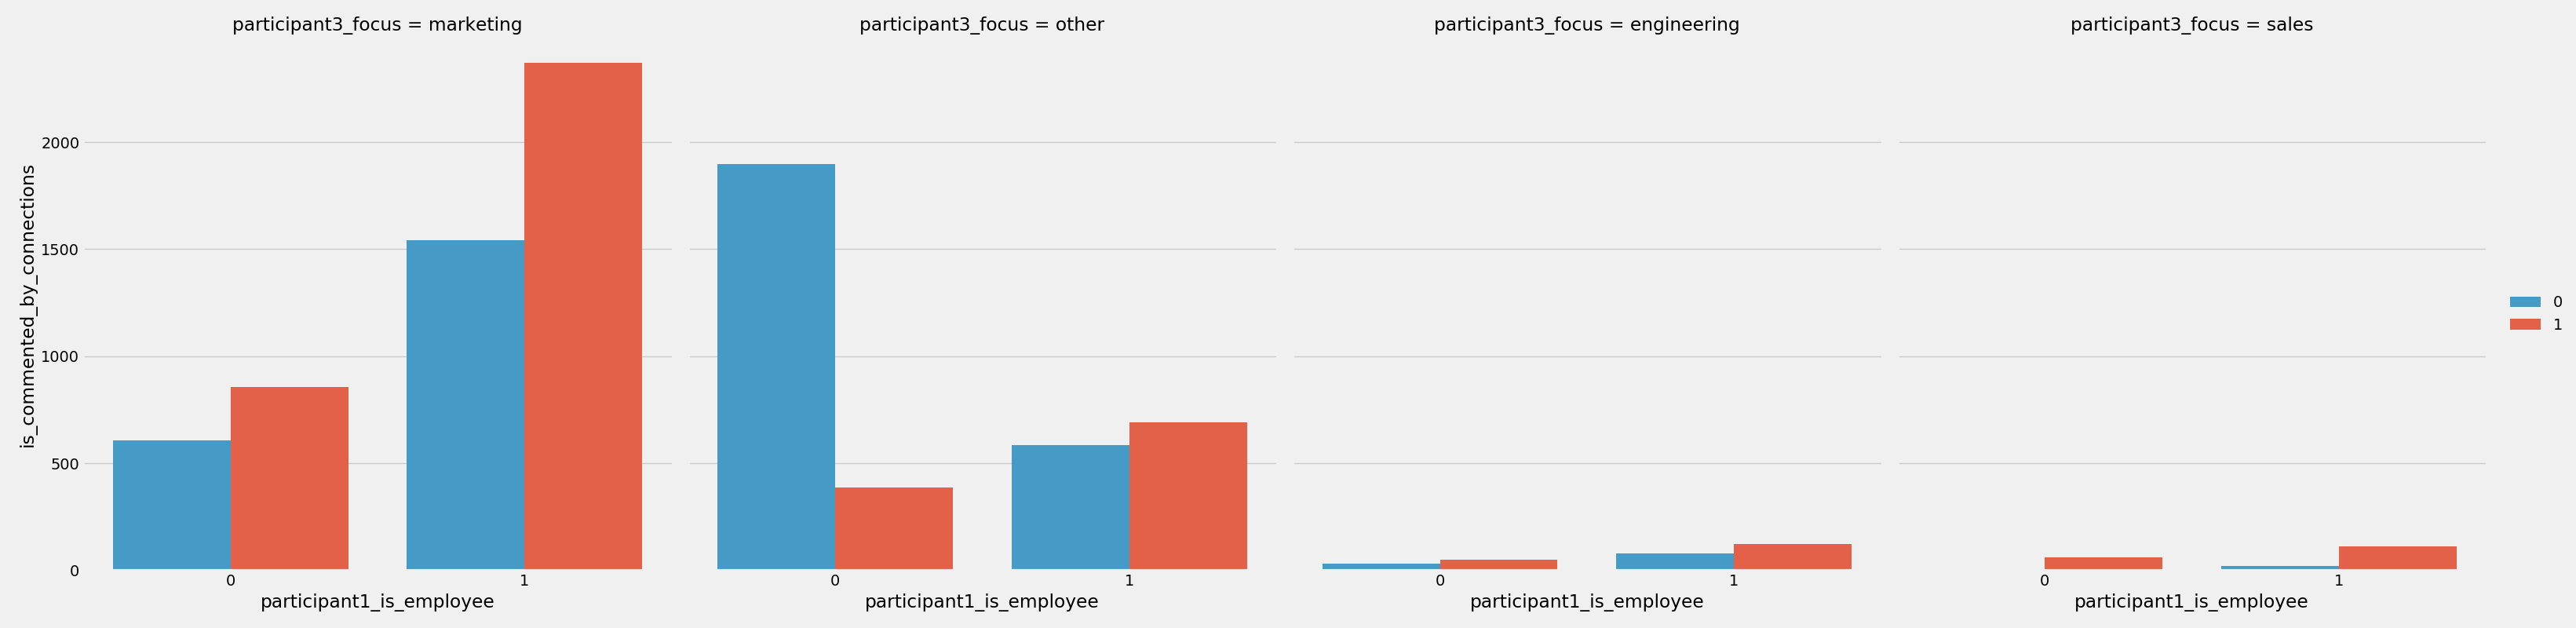 participant3_focus = marketing
participant3_focus = other
participant3_focus = engineering
participant3_focus = sales
is_commented_by_connections
2000
1500
1000
500
0
0 1
0 1
0 1
0 1
participant1_is_employee
participant1_is_employee
participant1_is_employee
participant1_is_employee
0
1